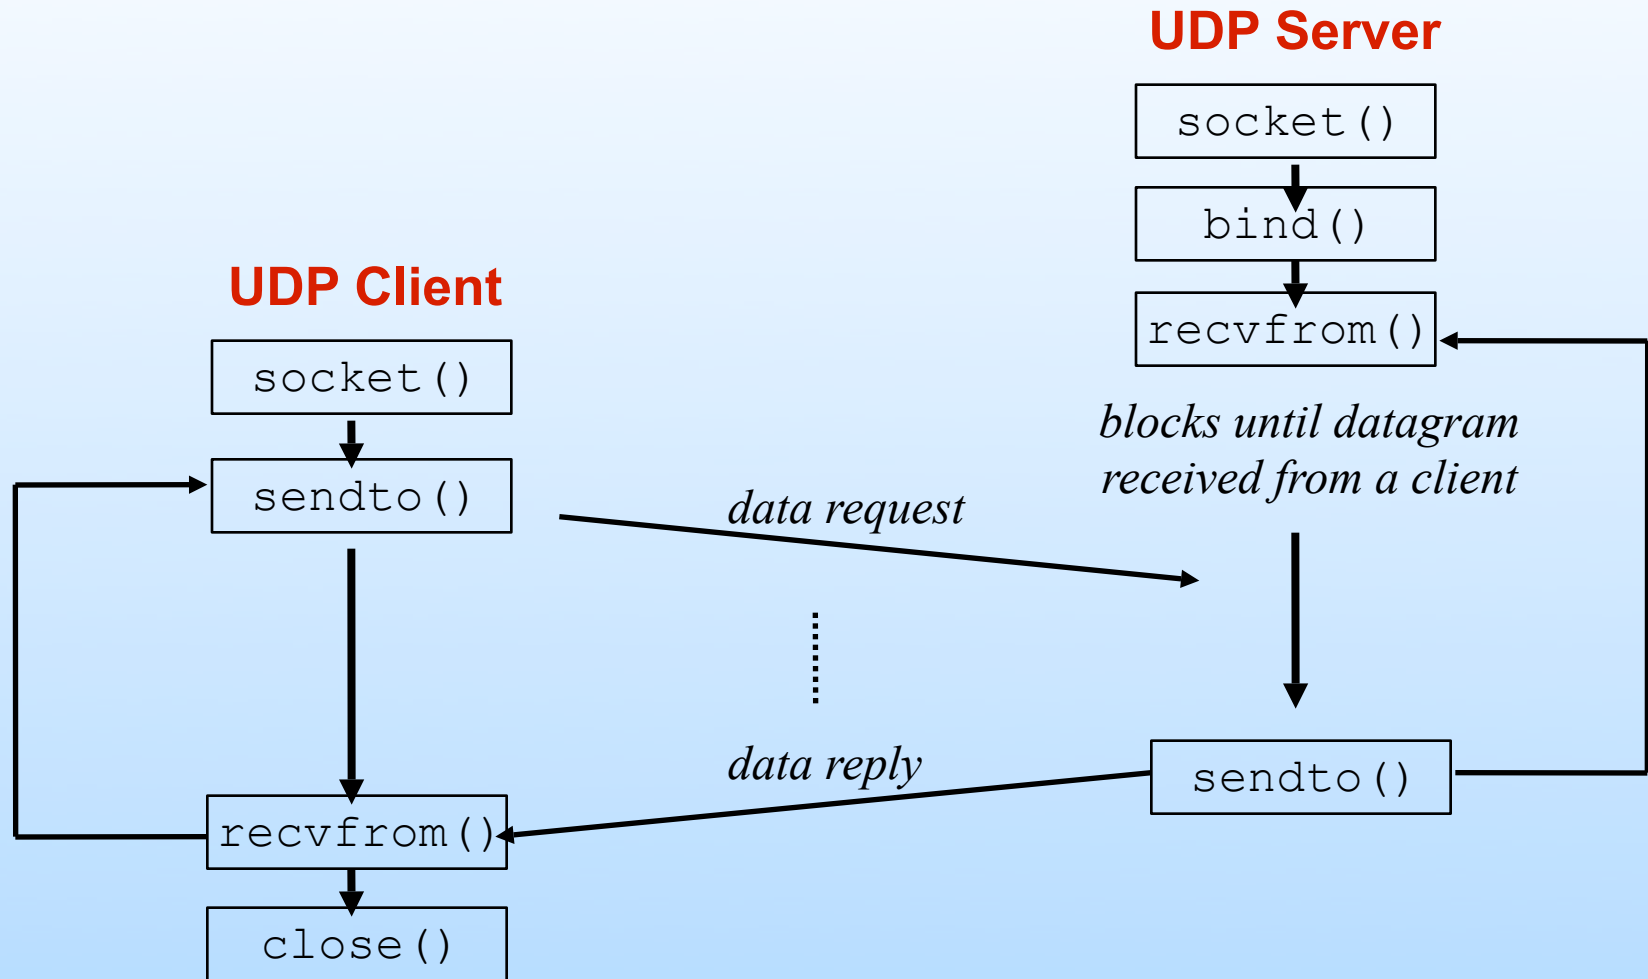 UDP Server
socket()
bind()
recvfrom()
blocks until datagram
received from a client
sendto()
UDP Client
socket()
sendto()
data request
data reply
recvfrom()
close()